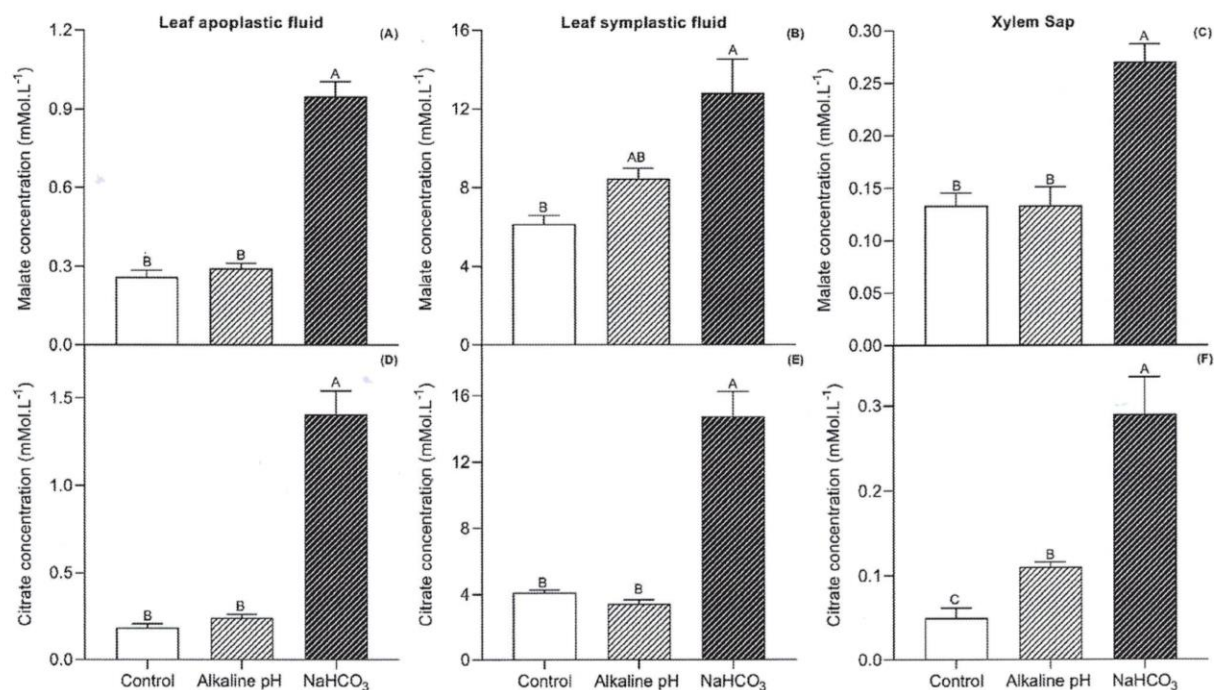 Leaf apoplastic fluid
Leaf symplastic fluid
Xylem Sap
(A)
1.2
0.9
0.6
0.3
0.0
Malate concentration (mMol.L⁻¹)
B
B
A
(B)
16
12
8
4
0
Malate concentration (mMol.L⁻¹)
B
AB
A
(C)
0.30
0.25
0.20
0.15
0.10
0.05
0.00
Malate concentration (mMol.L⁻¹)
B
B
A
(D)
1.5
1.0
0.5
0.0
Citrate concentration (mMol.L⁻¹)
B
B
A
Control Alkaline pH NaHCO₃
(E)
16
12
8
4
0
Citrate concentration (mMol.L⁻¹)
B
B
A
Control Alkaline pH NaHCO₃
(F)
0.3
0.2
0.1
0.0
Citrate concentration (mMol.L⁻¹)
C
B
A
Control Alkaline pH NaHCO₃